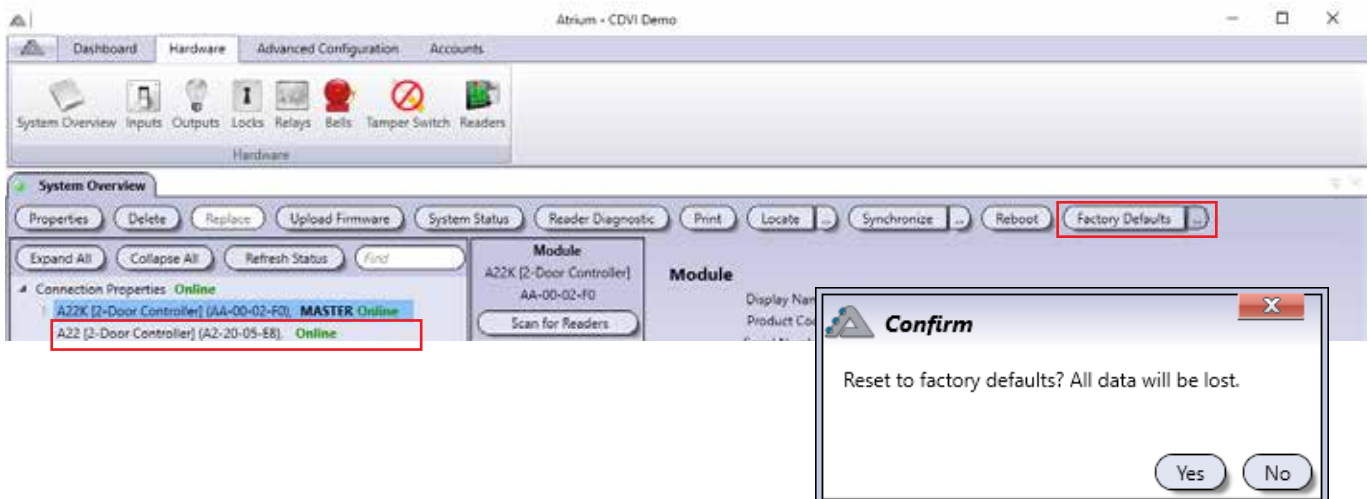 Atrium - CDVI Demo
Dashboard Hardware Advanced Configuration Accounts
System Overview Inputs Outputs Locks Relays Bells Tamper Switch Readers
Hardware
System Overview
Properties Delete Replace Upload Firmware System Status Reader Diagnostic Print Locate ... Synchronize ... Reboot Factory Defaults ...
Expand All Collapse All Refresh Status Find
Module
A22K [2-Door Controller]
AA-00-02-F0
Scan for Readers
Connection Properties Online
A22K [2-Door Controller] (AA-00-02-F0), MASTER Online
A22 [2-Door Controller] (A2-20-05-E8), Online
Module
Display Nam
Product Co
Confirm
Reset to factory defaults? All data will be lost.
Yes No